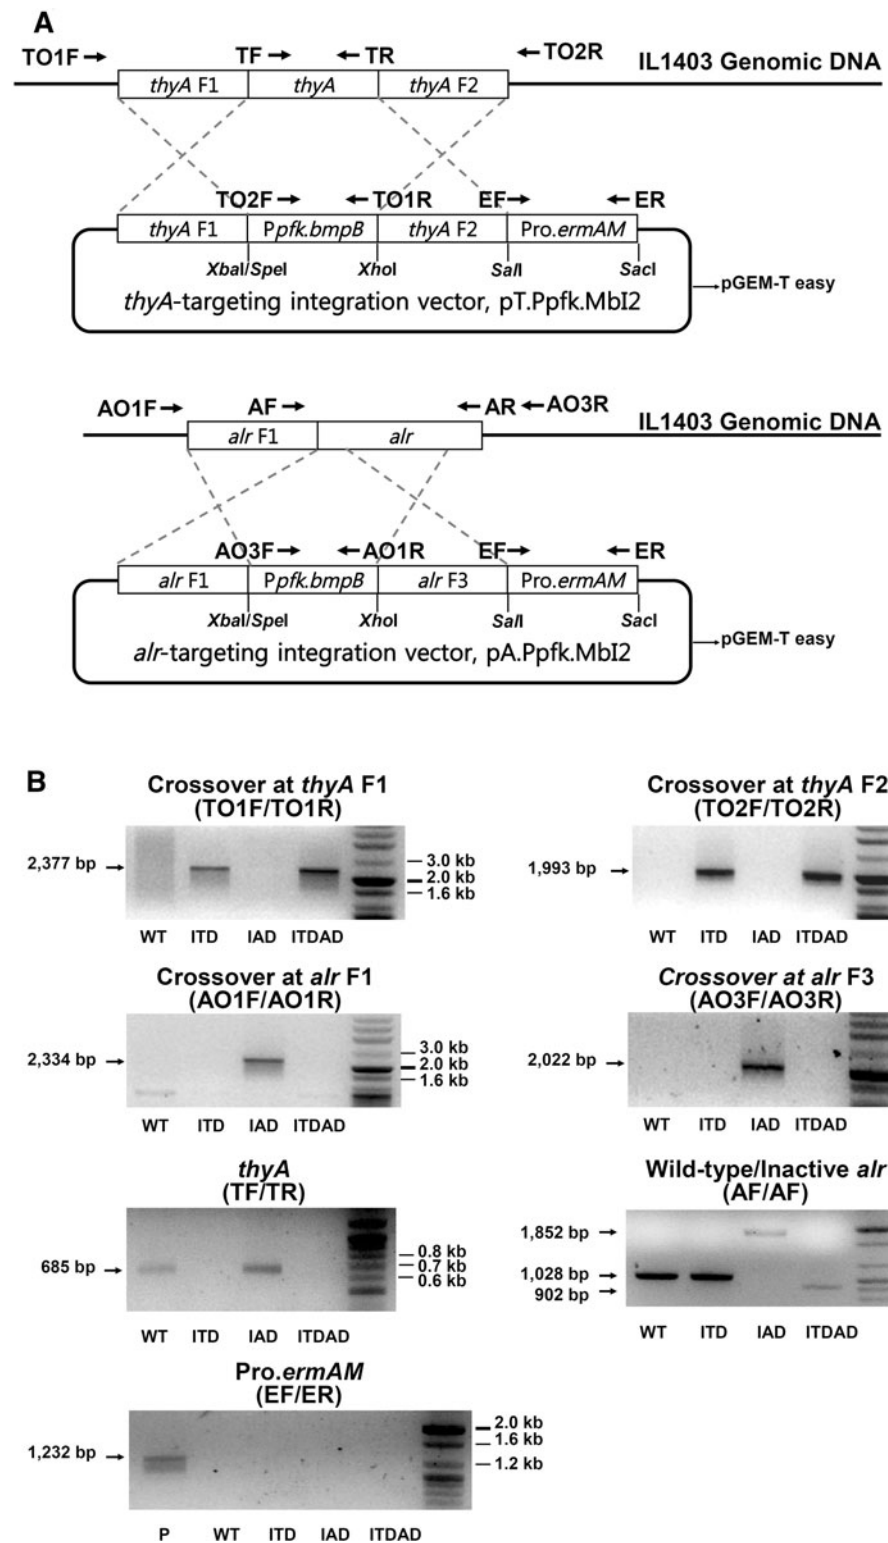 A
TO1F TF TR TO2R
IL1403 Genomic DNA
thyA F1 thyA thyA F2
TO2F TO1R EF ER
thyA F1 Ppfk.bmpB thyA F2 Pro.ermAM
XbaI/SpeI XhoI SalI SacI
pGEM-T easy
thyA-targeting integration vector, pT.Ppfk.MbI2
AO1F AF AR AO3R
IL1403 Genomic DNA
alr F1 alr
AO3F AO1R EF ER
alr F1 Ppfk.bmpB alr F3 Pro.ermAM
XbaI/SpeI XhoI SalI SacI
pGEM-T easy
alr-targeting integration vector, pA.Ppfk.MbI2
B
Crossover at thyA F1
(TO1F/TO1R)
2,377 bp
3.0 kb
2.0 kb
1.6 kb
WT ITD IAD ITDAD
Crossover at thyA F2
(TO2F/TO2R)
1,993 bp
WT ITD IAD ITDAD
Crossover at alr F1
(AO1F/AO1R)
2,334 bp
3.0 kb
2.0 kb
1.6 kb
WT ITD IAD ITDAD
Crossover at alr F3
(AO3F/AO3R)
2,022 bp
WT ITD IAD ITDAD
thyA
(TF/TR)
685 bp
0.8 kb
0.7 kb
0.6 kb
WT ITD IAD ITDAD
Wild-type/Inactive alr
(AF/AF)
1,852 bp
1,028 bp
902 bp
WT ITD IAD ITDAD
Pro.ermAM
(EF/ER)
1,232 bp
2.0 kb
1.6 kb
1.2 kb
P WT ITD IAD ITDAD